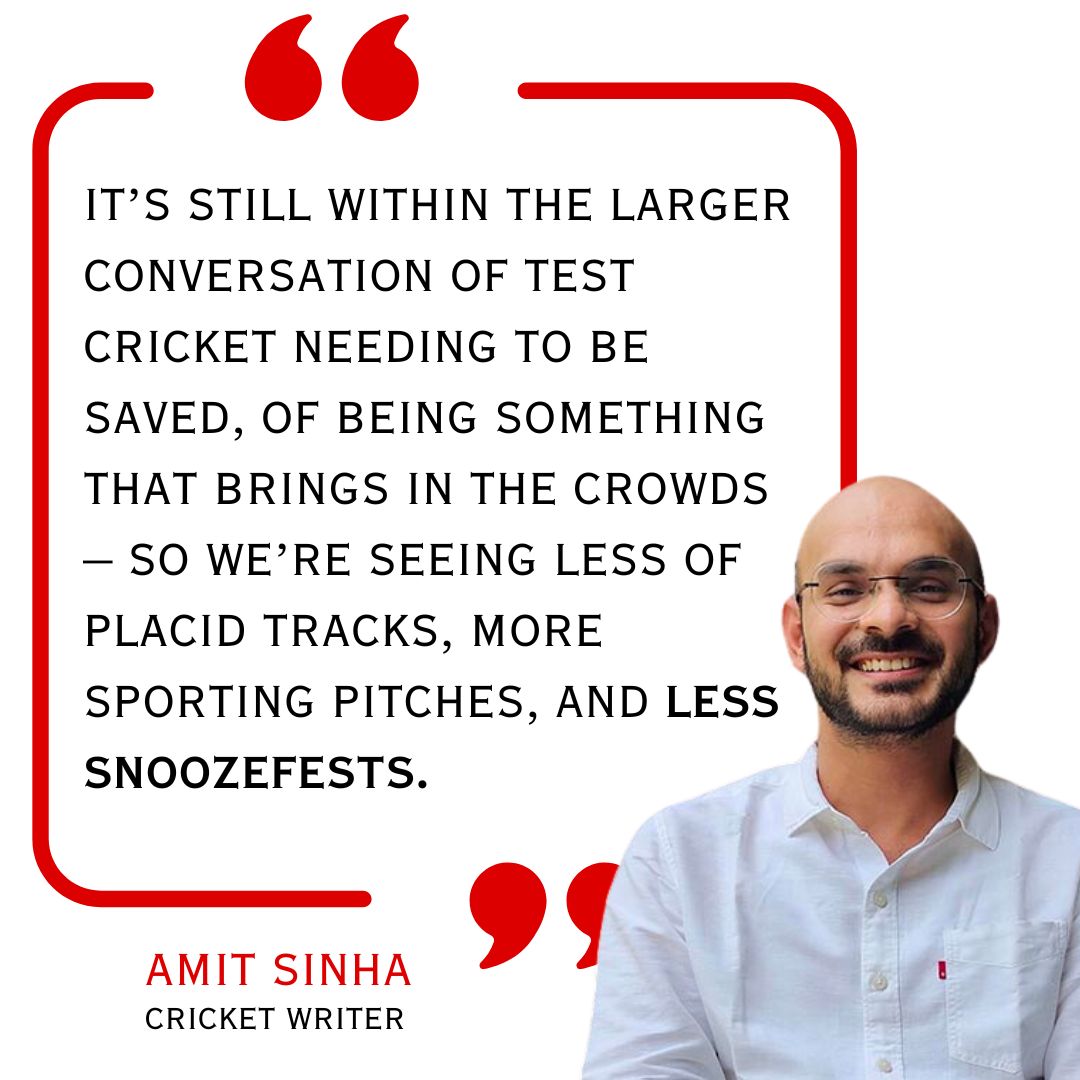 IT’S STILL WITHIN THE LARGER
CONVERSATION OF TEST
CRICKET NEEDING TO BE
SAVED, OF BEING SOMETHING
THAT BRINGS IN THE CROWDS
— SO WE’RE SEEING LESS OF
PLACID TRACKS, MORE
SPORTING PITCHES, AND LESS
SNOOZEFESTS.
AMIT SINHA
CRICKET WRITER